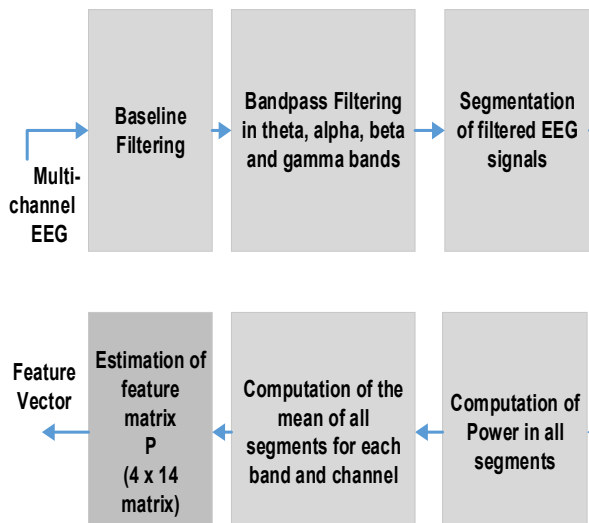 Multi-
channel
EEG
Baseline
Filtering
Bandpass Filtering
in theta, alpha, beta
and gamma bands
Segmentation
of filtered EEG
signals
Computation of
Power in all
segments
Computation of the
mean of all
segments for each
band and channel
Estimation of
feature
matrix
P
(4 x 14
matrix)
Feature
Vector